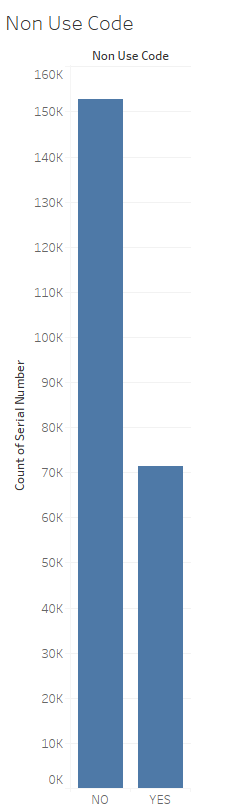 Non Use Code
Non Use Code
160K
150K
140K
130K
120K
110K
100K
90K
80K
70K
60K
50K
40K
30K
20K
10K
0K
Count of Serial Number
NO YES